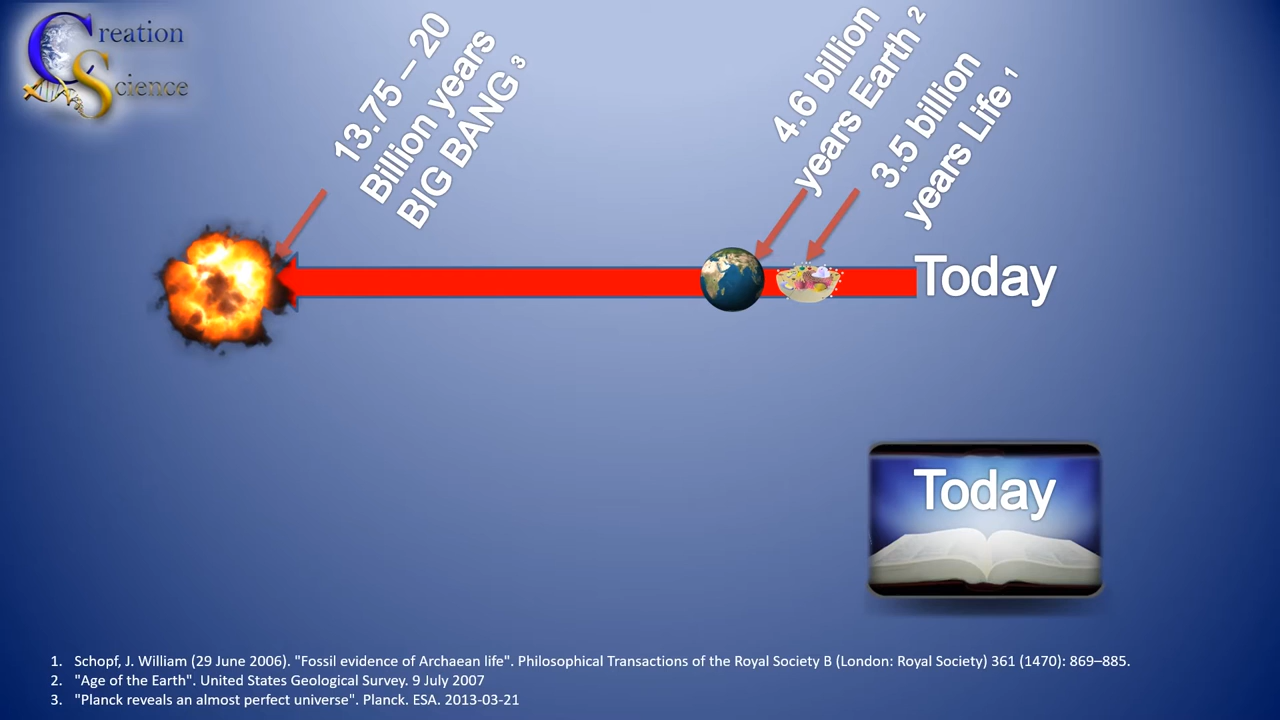 Creation
Science
13.75 – 20
Billion years
BIG BANG 3
4.6 billion
years Earth 2
3.5 billion
years Life 1
Today
Today
1. Schopf, J. William (29 June 2006). "Fossil evidence of Archaean life". Philosophical Transactions of the Royal Society B (London: Royal Society) 361 (1470): 869–885.
2. "Age of the Earth". United States Geological Survey. 9 July 2007
3. "Planck reveals an almost perfect universe". Planck. ESA. 2013-03-21